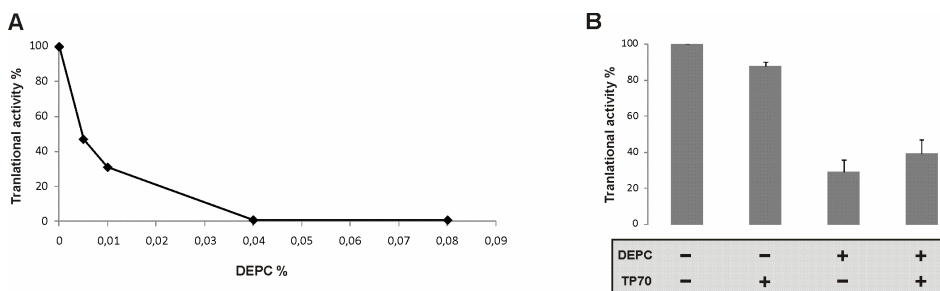 A
Tranlational activity %
100
80
60
40
20
0
0 0,01 0,02 0,03 0,04 0,05 0,06 0,07 0,08 0,09
DEPC %
B
Tranlational activity %
100
80
60
40
20
0
DEPC − − + +
TP70 − + − +